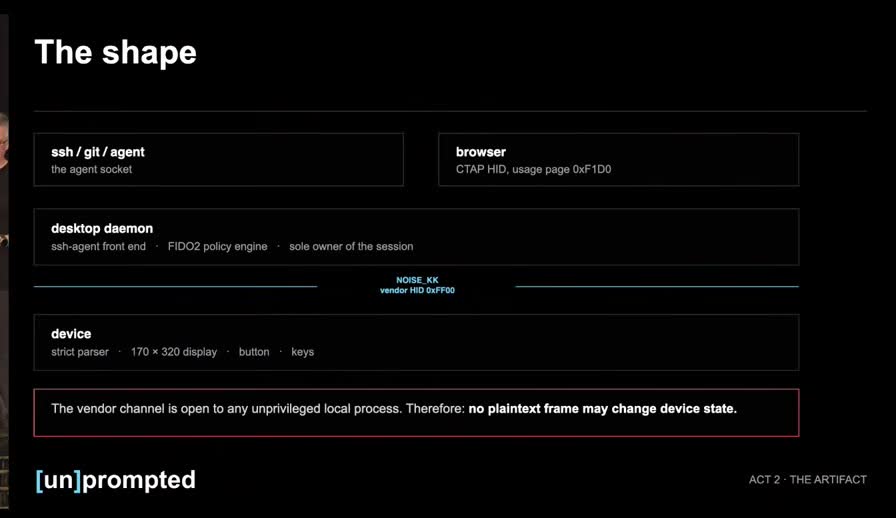 The shape
ssh / git / agent
the agent socket
browser
CTAP HID, usage page 0xF1D0
desktop daemon
ssh-agent front end · FIDO2 policy engine · sole owner of the session
NOISE_KK
vendor HID 0xFF00
device
strict parser · 170 × 320 display · button · keys
The vendor channel is open to any unprivileged local process. Therefore: no plaintext frame may change device state.
[un]prompted
ACT 2 · THE ARTIFACT